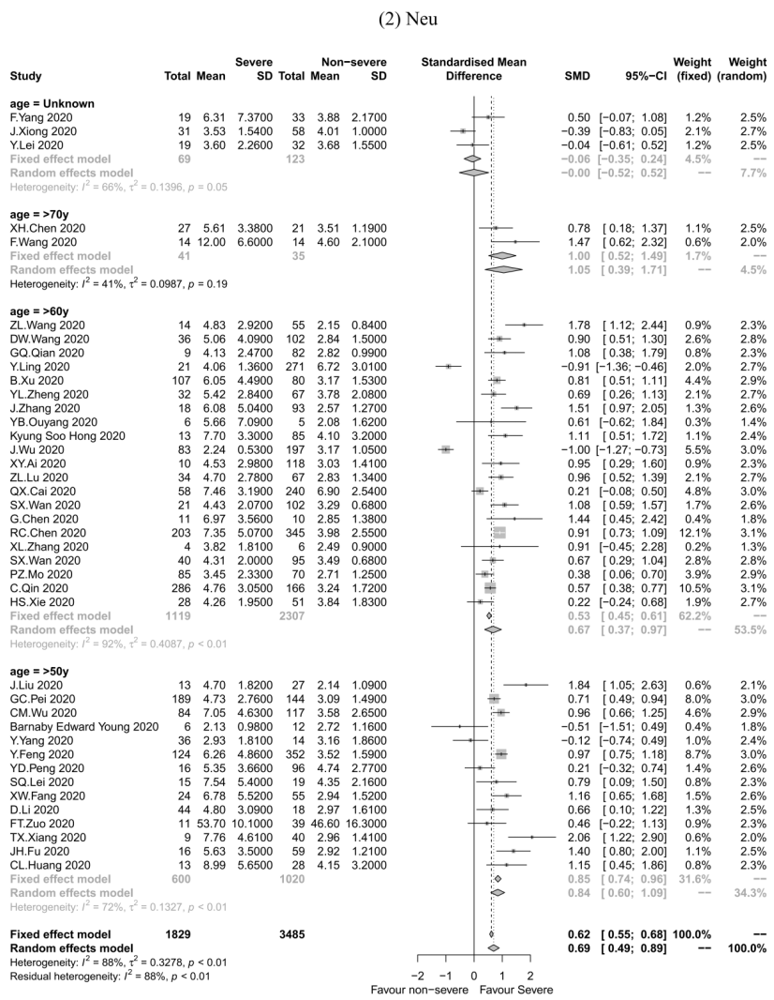 (2) Neu
Severe Non−severe Standardised Mean Weight Weight
Study Total Mean SD Total Mean SD Difference SMD 95%−CI (fixed) (random)
age = Unknown
F.Yang 2020 19 6.31 7.3700 33 3.88 2.1700 0.50 [−0.07; 1.08] 1.2% 2.5%
J.Xiong 2020 31 3.53 1.5400 58 4.01 1.0000 −0.39 [−0.83; 0.05] 2.1% 2.7%
Y.Lei 2020 19 3.60 2.2600 32 3.68 1.5500 −0.04 [−0.61; 0.52] 1.2% 2.5%
Fixed effect model 69 123 −0.06 [−0.35; 0.24] 4.5% −−
Random effects model −0.00 [−0.52; 0.52] −− 7.7%
Heterogeneity: I² = 66%, τ² = 0.1396, p = 0.05
age = >70y
XH.Chen 2020 27 5.61 3.3800 21 3.51 1.1900 0.78 [ 0.18; 1.37] 1.1% 2.5%
F.Wang 2020 14 12.00 6.6000 14 4.60 2.1000 1.47 [ 0.62; 2.32] 0.6% 2.0%
Fixed effect model 41 35 1.00 [ 0.52; 1.49] 1.7% −−
Random effects model 1.05 [ 0.39; 1.71] −− 4.5%
Heterogeneity: I² = 41%, τ² = 0.0987, p = 0.19
age = >60y
ZL.Wang 2020 14 4.83 2.9200 55 2.15 0.8400 1.78 [ 1.12; 2.44] 0.9% 2.3%
DW.Wang 2020 36 5.06 4.0900 102 2.84 1.5000 0.90 [ 0.51; 1.30] 2.6% 2.8%
GQ.Qian 2020 9 4.13 2.4700 82 2.82 0.9900 1.08 [ 0.38; 1.79] 0.8% 2.3%
Y.Ling 2020 21 4.06 1.3600 271 6.72 3.0100 −0.91 [−1.36; −0.46] 2.0% 2.7%
B.Xu 2020 107 6.05 4.4900 80 3.17 1.5300 0.81 [ 0.51; 1.11] 4.4% 2.9%
YL.Zheng 2020 32 5.42 2.8400 67 3.78 2.0800 0.69 [ 0.26; 1.13] 2.1% 2.7%
J.Zhang 2020 18 6.08 5.0400 93 2.57 1.2700 1.51 [ 0.97; 2.05] 1.3% 2.6%
YB.Ouyang 2020 6 5.66 7.0900 5 2.08 1.6200 0.61 [−0.62; 1.84] 0.3% 1.4%
Kyung Soo Hong 2020 13 7.70 3.3000 85 4.10 3.2000 1.11 [ 0.51; 1.72] 1.1% 2.4%
J.Wu 2020 83 2.24 0.5300 197 3.17 1.0500 −1.00 [−1.27; −0.73] 5.5% 3.0%
XY.Ai 2020 10 4.53 2.9800 118 3.03 1.4100 0.95 [ 0.29; 1.60] 0.9% 2.3%
ZL.Lu 2020 34 4.70 2.7800 67 2.83 1.3400 0.96 [ 0.52; 1.39] 2.1% 2.7%
QX.Cai 2020 58 7.46 3.1900 240 6.90 2.5400 0.21 [−0.08; 0.50] 4.8% 3.0%
SX.Wan 2020 21 4.43 2.0700 102 3.29 0.6800 1.08 [ 0.59; 1.57] 1.7% 2.6%
G.Chen 2020 11 6.97 3.5600 10 2.85 1.3800 1.44 [ 0.45; 2.42] 0.4% 1.8%
RC.Chen 2020 203 7.35 5.0700 345 3.98 2.5500 0.91 [ 0.73; 1.09] 12.1% 3.1%
XL.Zhang 2020 4 3.82 1.8100 6 2.49 0.9000 0.91 [−0.45; 2.28] 0.2% 1.3%
SX.Wan 2020 40 4.31 2.0000 95 3.49 0.6800 0.67 [ 0.29; 1.04] 2.8% 2.8%
PZ.Mo 2020 85 3.45 2.3300 70 2.71 1.2500 0.38 [ 0.06; 0.70] 3.9% 2.9%
C.Qin 2020 286 4.76 3.0500 166 3.24 1.7200 0.57 [ 0.38; 0.77] 10.5% 3.1%
HS.Xie 2020 28 4.26 1.9500 51 3.84 1.8300 0.22 [−0.24; 0.68] 1.9% 2.7%
Fixed effect model 1119 2307 0.53 [ 0.45; 0.61] 62.2% −−
Random effects model 0.67 [ 0.37; 0.97] −− 53.5%
Heterogeneity: I² = 92%, τ² = 0.4087, p < 0.01
age = >50y
J.Liu 2020 13 4.70 1.8200 27 2.14 1.0900 1.84 [ 1.05; 2.63] 0.6% 2.1%
GC.Pei 2020 189 4.73 2.7600 144 3.09 1.4900 0.71 [ 0.49; 0.94] 8.0% 3.0%
CM.Wu 2020 84 7.05 4.6300 117 3.58 2.6500 0.96 [ 0.66; 1.25] 4.6% 2.9%
Barnaby Edward Young 2020 6 2.13 0.9800 12 2.72 1.1600 −0.51 [−1.51; 0.49] 0.4% 1.8%
Y.Yang 2020 36 2.93 1.8100 14 3.16 1.8600 −0.12 [−0.74; 0.49] 1.0% 2.4%
Y.Feng 2020 124 6.26 4.8600 352 3.52 1.5900 0.97 [ 0.75; 1.18] 8.7% 3.0%
YD.Peng 2020 16 5.35 3.6600 96 4.74 2.7700 0.21 [−0.32; 0.74] 1.4% 2.6%
SQ.Lei 2020 15 7.54 5.4000 19 4.35 2.1600 0.79 [ 0.09; 1.50] 0.8% 2.3%
XW.Fang 2020 24 6.78 5.5200 55 2.94 1.5200 1.16 [ 0.65; 1.68] 1.5% 2.6%
D.Li 2020 44 4.80 3.0900 18 2.97 1.6100 0.66 [ 0.10; 1.22] 1.3% 2.5%
FT.Zuo 2020 11 53.70 10.1000 39 46.60 16.3000 0.46 [−0.22; 1.13] 0.9% 2.3%
TX.Xiang 2020 9 7.76 4.6100 40 2.96 1.4100 2.06 [ 1.22; 2.90] 0.6% 2.0%
JH.Fu 2020 16 5.63 3.5000 59 2.92 1.2100 1.40 [ 0.80; 2.00] 1.1% 2.5%
CL.Huang 2020 13 8.99 5.6500 28 4.15 3.2000 1.15 [ 0.45; 1.86] 0.8% 2.3%
Fixed effect model 600 1020 0.85 [ 0.74; 0.96] 31.6% −−
Random effects model 0.84 [ 0.60; 1.09] −− 34.3%
Heterogeneity: I² = 72%, τ² = 0.1327, p < 0.01
Fixed effect model 1829 3485 0.62 [ 0.55; 0.68] 100.0% −−
Random effects model 0.69 [ 0.49; 0.89] −− 100.0%
Heterogeneity: I² = 88%, τ² = 0.3278, p < 0.01
Residual heterogeneity: I² = 88%, p < 0.01
−2 −1 0 1 2
Favour non−severe Favour Severe